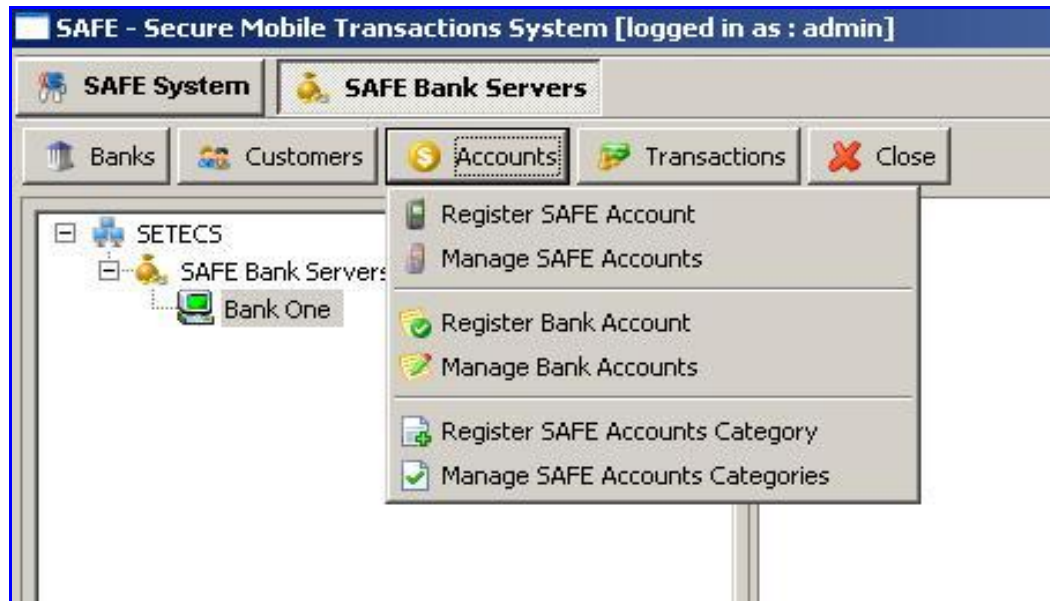 SAFE - Secure Mobile Transactions System [logged in as : admin]
SAFE System SAFE Bank Servers
Banks Customers Accounts Transactions Close
Register SAFE Account
SETECS
Manage SAFE Accounts
SAFE Bank Servers
Bank One
Register Bank Account
Manage Bank Accounts
Register SAFE Accounts Category
Manage SAFE Accounts Categories